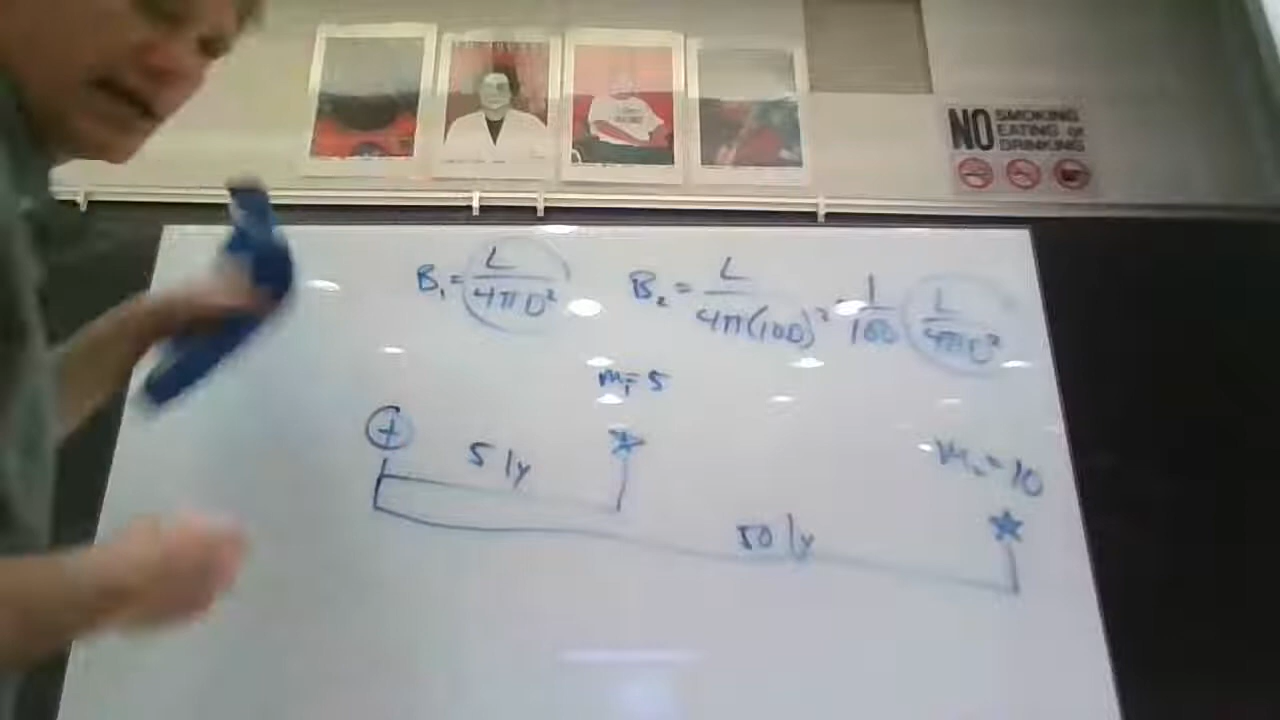 NO SMOKING
EATING or
DRINKING
B₁ = L / 4πD²
B₂ = L / 4π(10D)² = 1/100 L / 4πD²
m₁ = 5
5 ly
m₂ = 10
50 ly